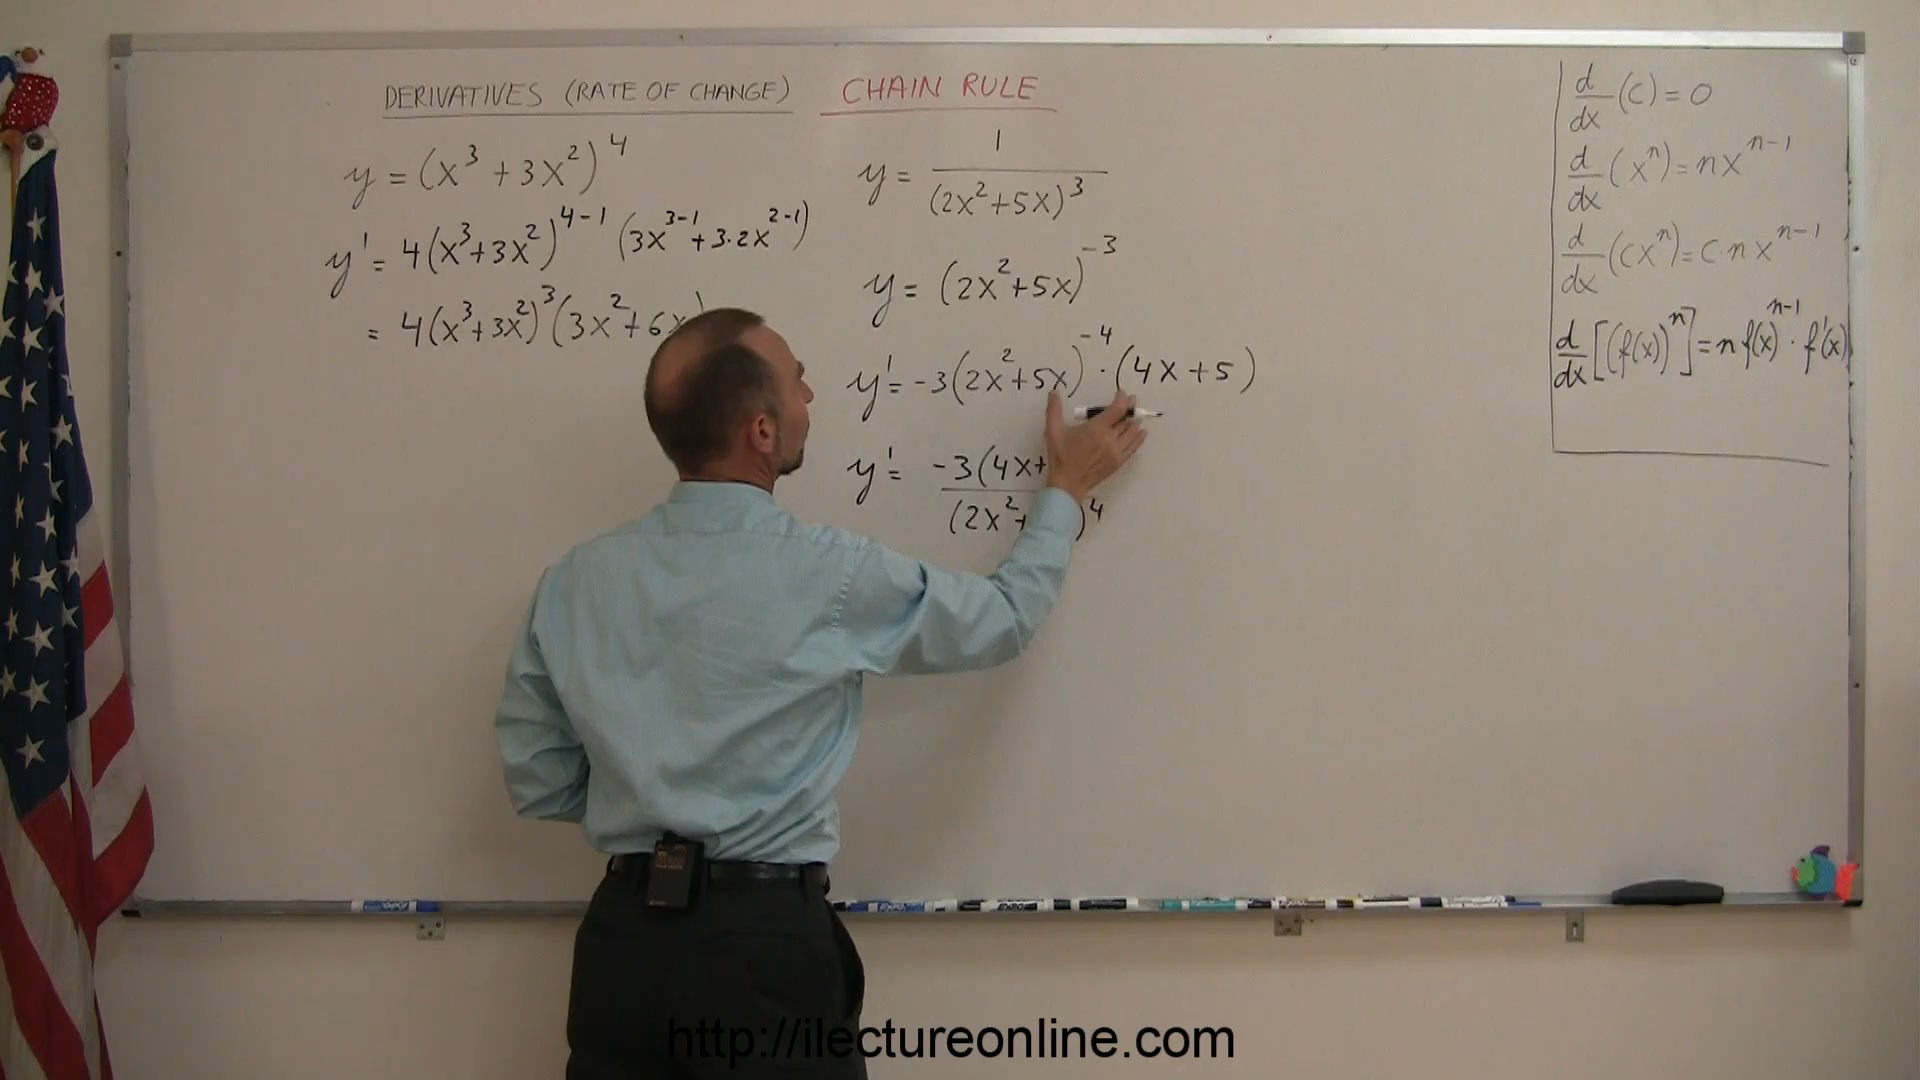 DERIVATIVES (RATE OF CHANGE) CHAIN RULE
y = (x³ + 3x²)⁴
y' = 4(x³+3x²)⁴⁻¹ (3x³⁻¹+3·2x²⁻¹)
= 4(x³+3x²)³(3x²+6x)
y = 1/(2x²+5x)³
y = (2x²+5x)⁻³
y' = -3(2x²+5x)⁻⁴ · (4x+5)
y' = -3(4x+ / (2x²+ )⁴
d/dx (c) = 0
d/dx (xⁿ) = nxⁿ⁻¹
d/dx (cxⁿ) = c·nxⁿ⁻¹
d/dx [(f(x))ⁿ] = n f(x)ⁿ⁻¹ · f'(x)
EXPO
EXPO
EXPO
http://ilectureonline.com